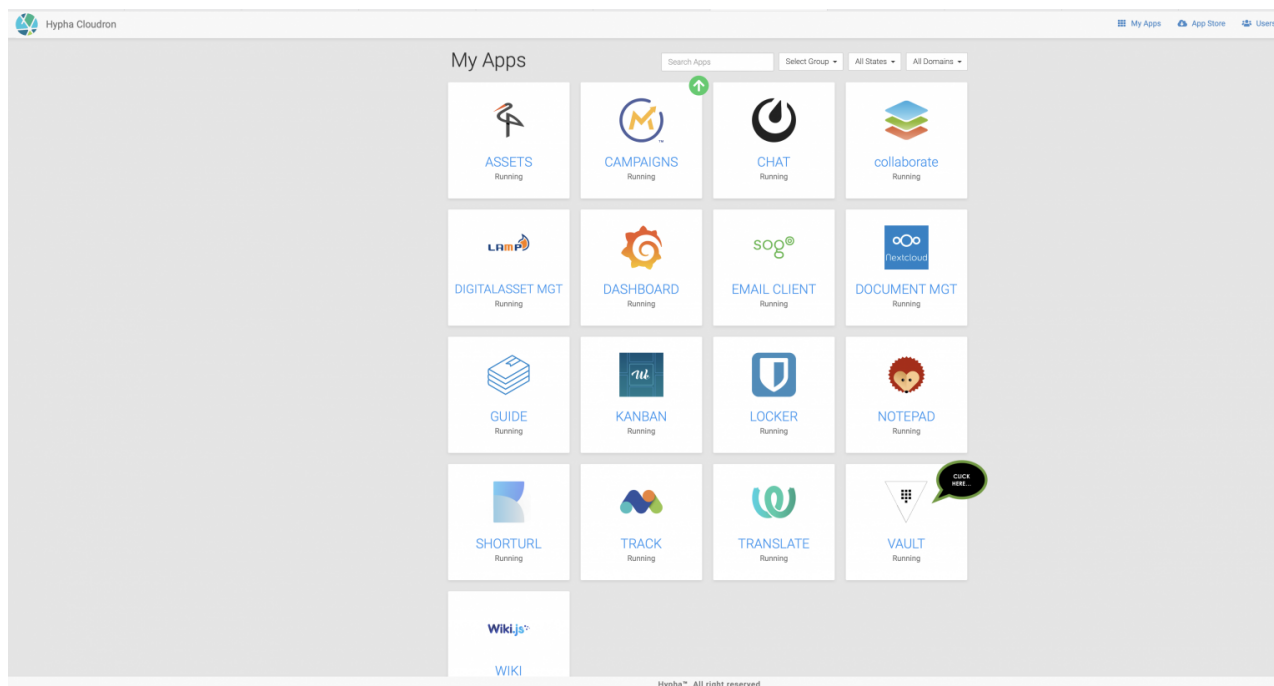 Hypha Cloudron
My Apps
App Store
Users
My Apps
Search Apps
Select Group
All States
All Domains
ASSETS
Running
CAMPAIGNS
Running
CHAT
Running
collaborate
Running
LAMP
DIGITALASSET MGT
Running
DASHBOARD
Running
sogo
EMAIL CLIENT
Running
nextcloud
DOCUMENT MGT
Running
GUIDE
Running
KANBAN
Running
LOCKER
Running
NOTEPAD
Running
SHORTURL
Running
TRACK
Running
TRANSLATE
Running
CLICK
HERE...
VAULT
Running
Wiki.js
WIKI
Hypha™. All right reserved